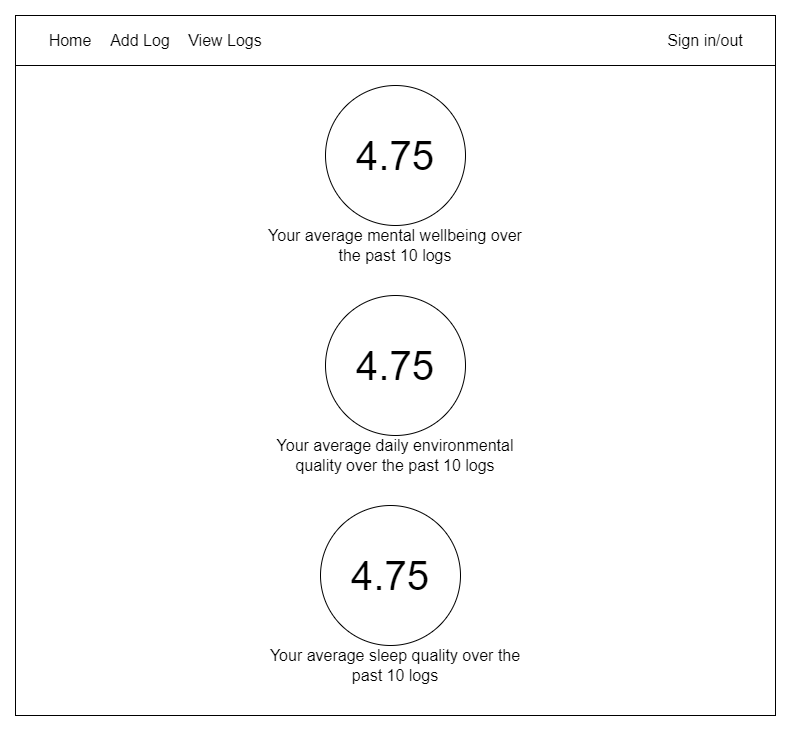 Home Add Log View Logs Sign in/out
4.75
Your average mental wellbeing over
the past 10 logs
4.75
Your average daily environmental
quality over the past 10 logs
4.75
Your average sleep quality over the
past 10 logs